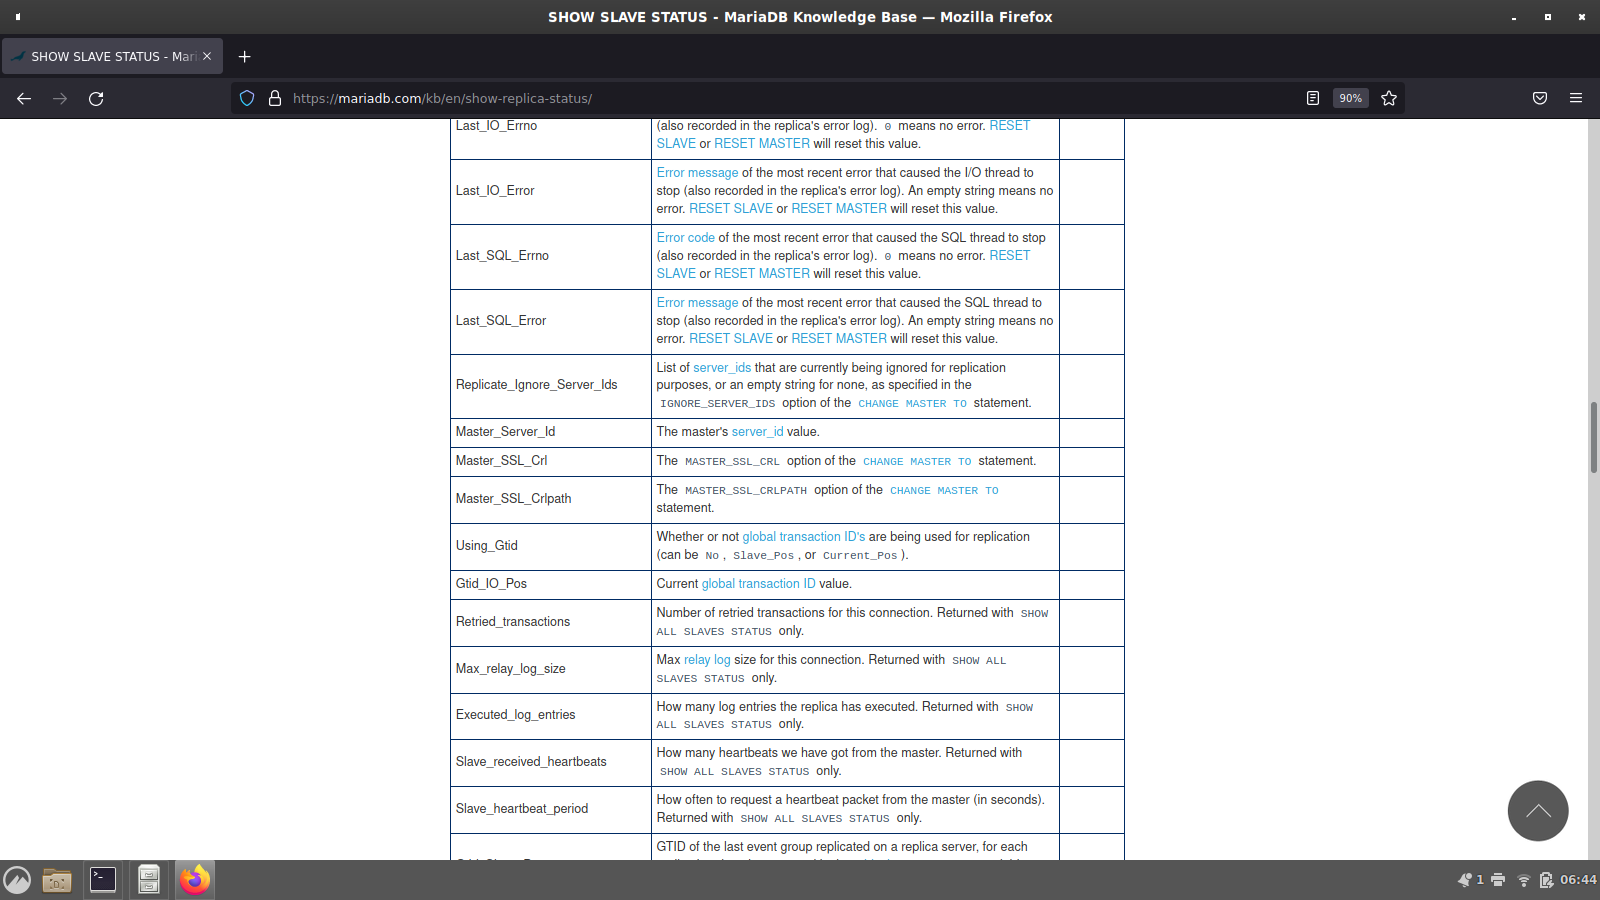 SHOW SLAVE STATUS - MariaDB Knowledge Base — Mozilla Firefox
SHOW SLAVE STATUS - Mari
https://mariadb.com/kb/en/show-replica-status/
90%
Last_IO_Errno
(also recorded in the replica's error log). 0 means no error. RESET
SLAVE or RESET MASTER will reset this value.
Last_IO_Error
Error message of the most recent error that caused the I/O thread to
stop (also recorded in the replica's error log). An empty string means no
error. RESET SLAVE or RESET MASTER will reset this value.
Last_SQL_Errno
Error code of the most recent error that caused the SQL thread to stop
(also recorded in the replica's error log). 0 means no error. RESET
SLAVE or RESET MASTER will reset this value.
Last_SQL_Error
Error message of the most recent error that caused the SQL thread to
stop (also recorded in the replica's error log). An empty string means no
error. RESET SLAVE or RESET MASTER will reset this value.
Replicate_Ignore_Server_Ids
List of server_ids that are currently being ignored for replication
purposes, or an empty string for none, as specified in the
IGNORE_SERVER_IDS option of the CHANGE MASTER TO statement.
Master_Server_Id
The master's server_id value.
Master_SSL_Crl
The MASTER_SSL_CRL option of the CHANGE MASTER TO statement.
Master_SSL_Crlpath
The MASTER_SSL_CRLPATH option of the CHANGE MASTER TO
statement.
Using_Gtid
Whether or not global transaction ID's are being used for replication
(can be No, Slave_Pos, or Current_Pos).
Gtid_IO_Pos
Current global transaction ID value.
Retried_transactions
Number of retried transactions for this connection. Returned with SHOW
ALL SLAVES STATUS only.
Max_relay_log_size
Max relay log size for this connection. Returned with SHOW ALL
SLAVES STATUS only.
Executed_log_entries
How many log entries the replica has executed. Returned with SHOW
ALL SLAVES STATUS only.
Slave_received_heartbeats
How many heartbeats we have got from the master. Returned with
SHOW ALL SLAVES STATUS only.
Slave_heartbeat_period
How often to request a heartbeat packet from the master (in seconds).
Returned with SHOW ALL SLAVES STATUS only.
GTID of the last event group replicated on a replica server, for each
1
06:44